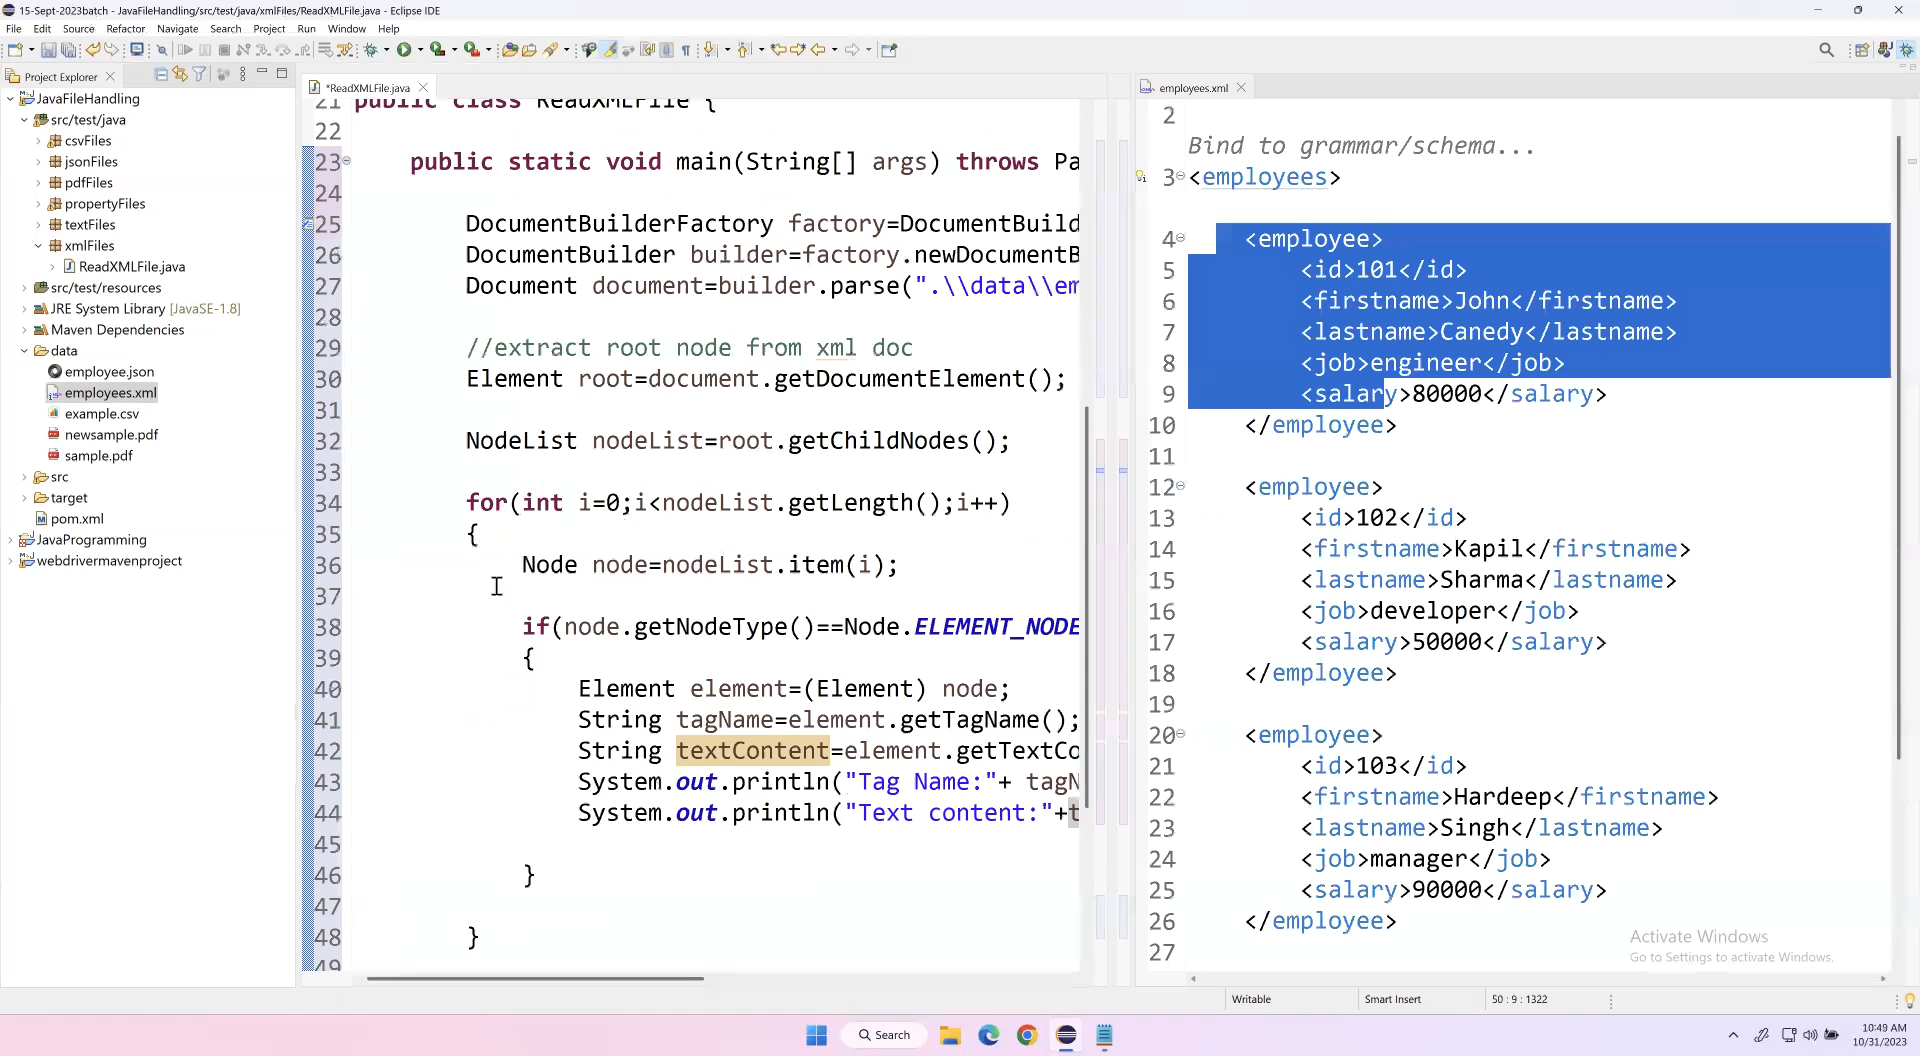 15-Sept-2023batch - JavaFileHandling/src/test/java/xmlFiles/ReadXMLFile.java - Eclipse IDE
File Edit Source Refactor Navigate Search Project Run Window Help
Project Explorer
JavaFileHandling
src/test/java
csvFiles
jsonFiles
pdfFiles
propertyFiles
textFiles
xmlFiles
ReadXMLFile.java
src/test/resources
JRE System Library [JavaSE-1.8]
Maven Dependencies
data
employee.json
employees.xml
example.csv
newsample.pdf
sample.pdf
src
target
pom.xml
JavaProgramming
webdrivermavenproject
*ReadXMLFile.java
21 public class ReadXMLFile {
22
23 public static void main(String[] args) throws Pa
24
25 DocumentBuilderFactory factory=DocumentBuild
26 DocumentBuilder builder=factory.newDocumentB
27 Document document=builder.parse(".\\data\\em
28
29 //extract root node from xml doc
30 Element root=document.getDocumentElement();
31
32 NodeList nodeList=root.getChildNodes();
33
34 for(int i=0;i<nodeList.getLength();i++)
35 {
36 Node node=nodeList.item(i);
37
38 if(node.getNodeType()==Node.ELEMENT_NODE
39 {
40 Element element=(Element) node;
41 String tagName=element.getTagName();
42 String textContent=element.getTextCo
43 System.out.println("Tag Name:"+ tagN
44 System.out.println("Text content:"+t
45
46 }
47
48 }
49
employees.xml
2
Bind to grammar/schema...
3 <employees>
4 <employee>
5 <id>101</id>
6 <firstname>John</firstname>
7 <lastname>Canedy</lastname>
8 <job>engineer</job>
9 <salary>80000</salary>
10 </employee>
11
12 <employee>
13 <id>102</id>
14 <firstname>Kapil</firstname>
15 <lastname>Sharma</lastname>
16 <job>developer</job>
17 <salary>50000</salary>
18 </employee>
19
20 <employee>
21 <id>103</id>
22 <firstname>Hardeep</firstname>
23 <lastname>Singh</lastname>
24 <job>manager</job>
25 <salary>90000</salary>
26 </employee>
27
Activate Windows
Go to Settings to activate Windows.
Writable Smart Insert 50 : 9 : 1322
Search
10:49 AM
10/31/2023